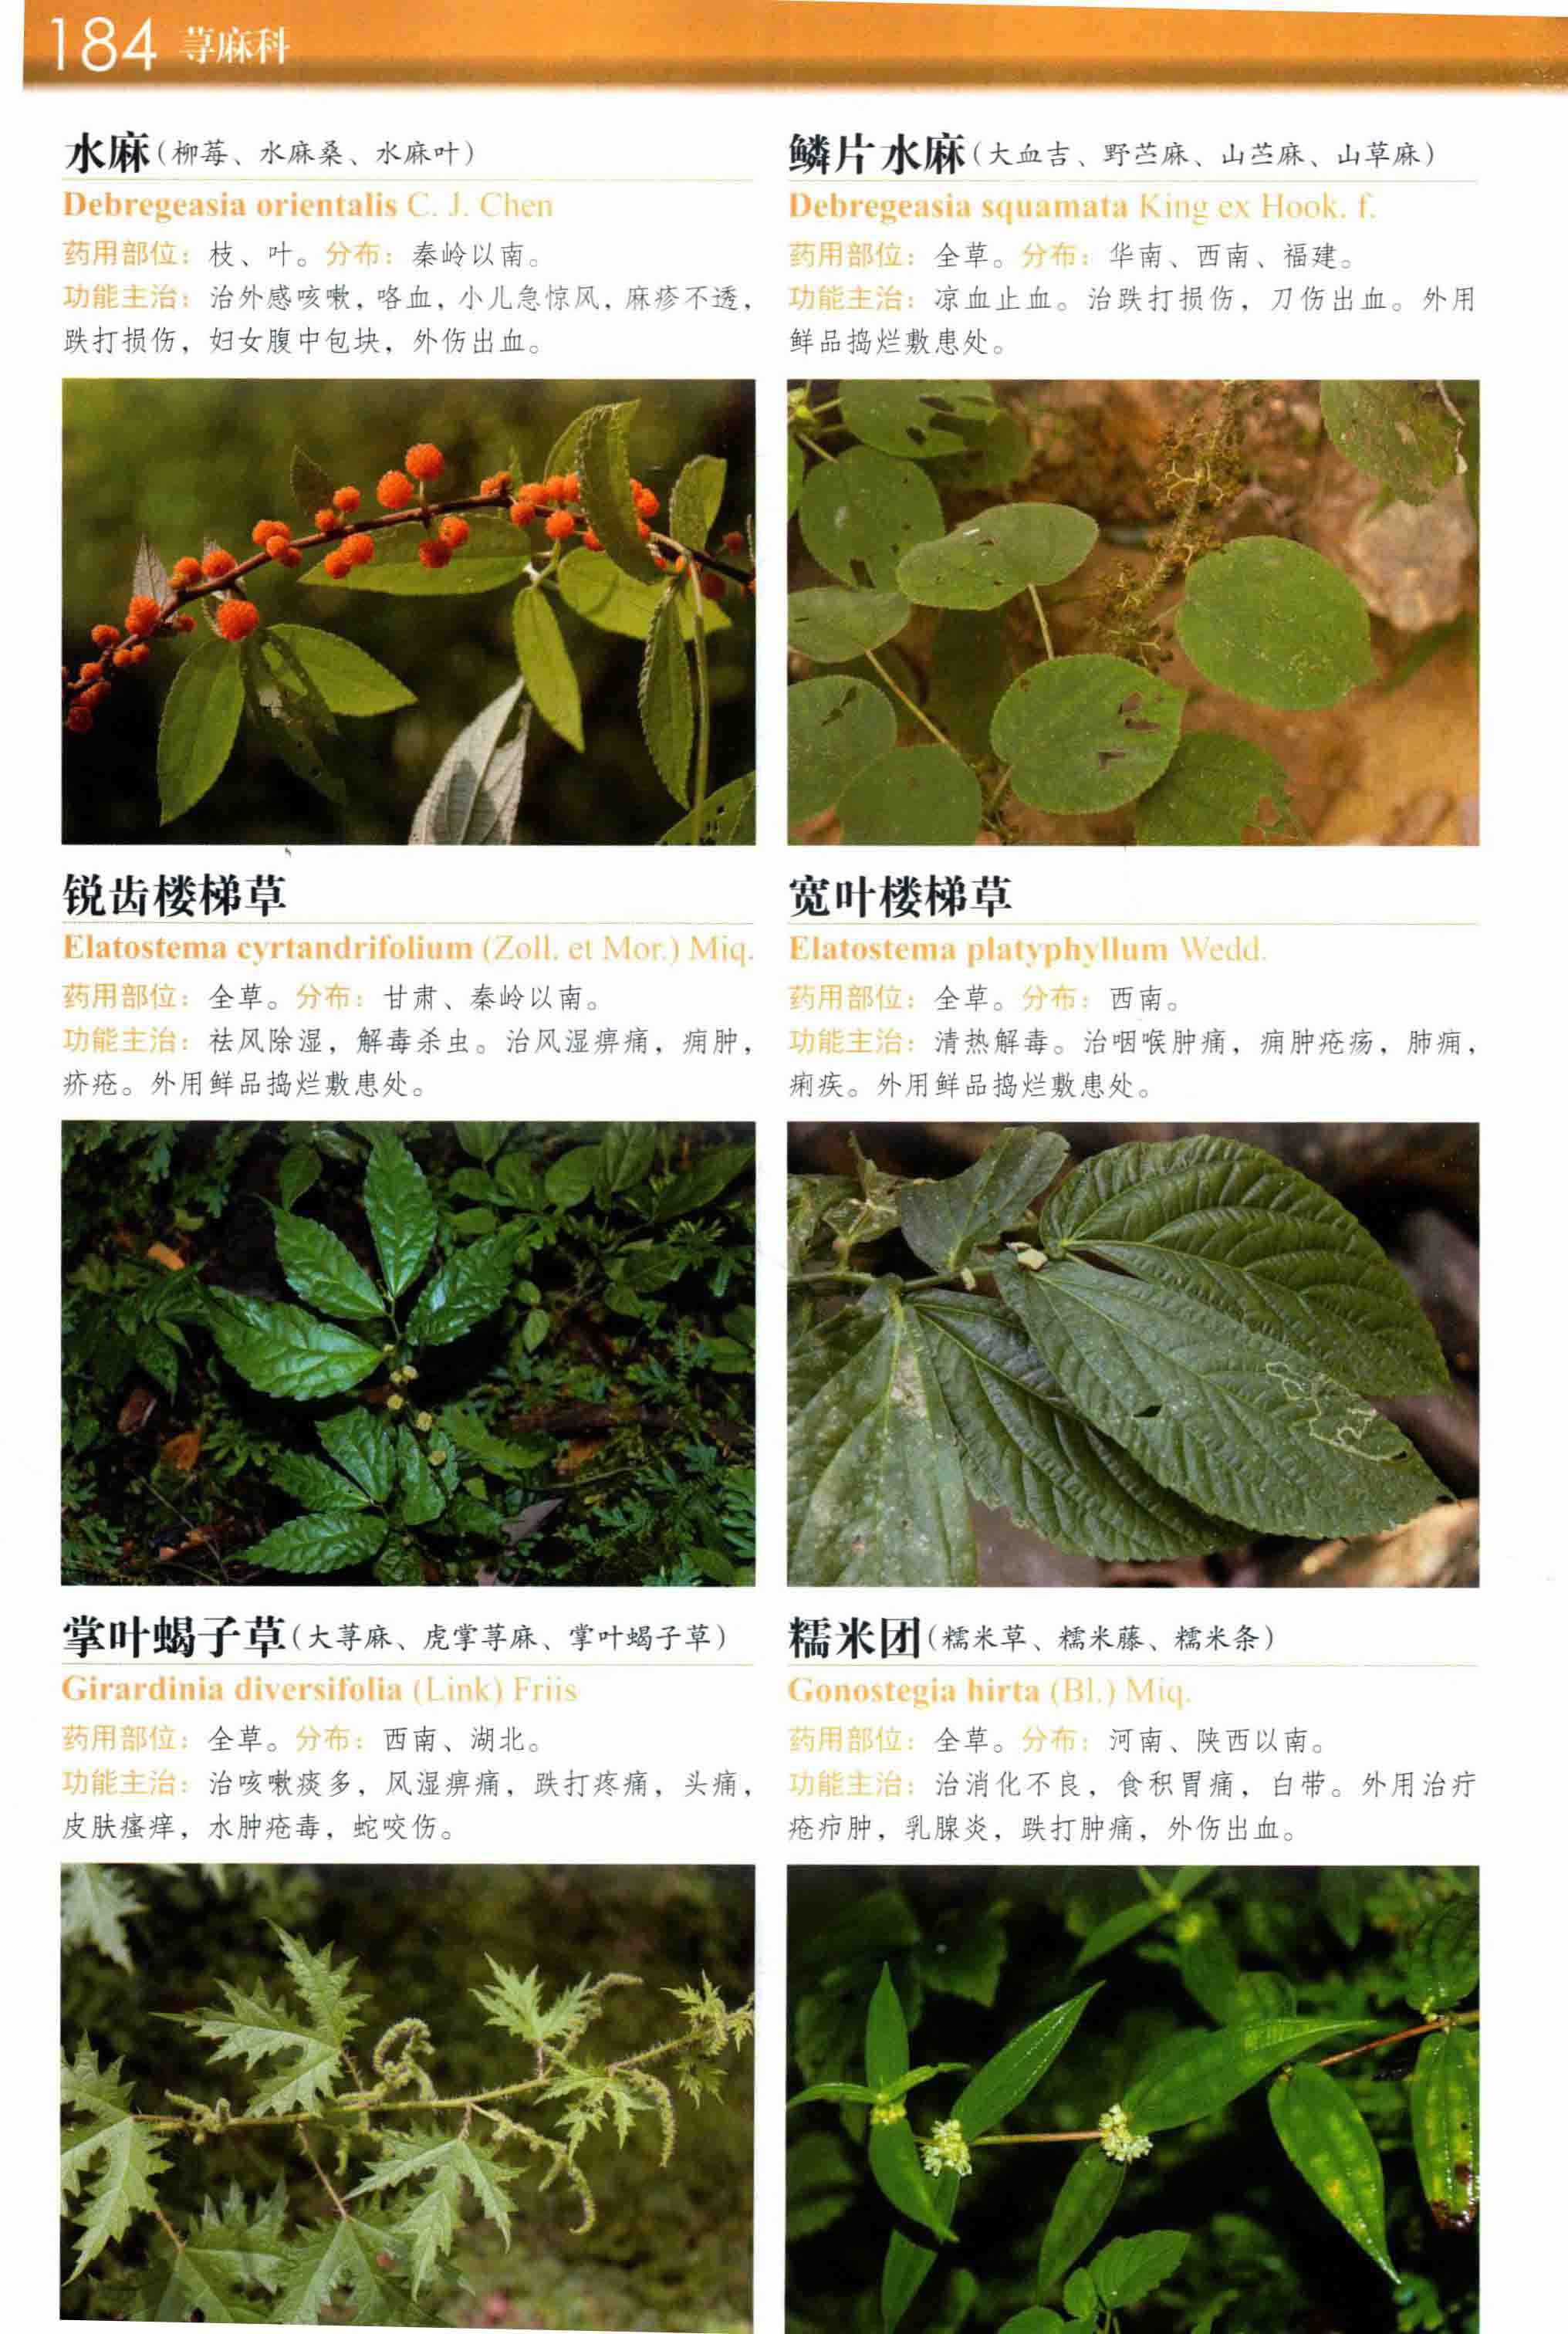 184 荨麻科
水麻(柳莓、水麻桑、水麻叶)
Debregeasia orientalis C. J. Chen
药用部位：枝、叶。分布：秦岭以南。
功能主治：治外感咳嗽，咯血，小儿急惊风，麻疹不透，
跌打损伤，妇女腹中包块，外伤出血。
鳞片水麻(大血吉、野苎麻、山苎麻、山草麻)
Debregeasia squamata King ex Hook. f.
药用部位：全草。分布：华南、西南、福建。
功能主治：凉血止血。治跌打损伤，刀伤出血。外用
鲜品捣烂敷患处。
锐齿楼梯草
Elatostema cyrtandrifolium (Zoll. et Mor.) Miq.
药用部位：全草。分布：甘肃、秦岭以南。
功能主治：祛风除湿，解毒杀虫。治风湿痹痛，痈肿，
疥疮。外用鲜品捣烂敷患处。
宽叶楼梯草
Elatostema platyphyllum Wedd.
药用部位：全草。分布：西南。
功能主治：清热解毒。治咽喉肿痛，痈肿疮疡，肺痈，
痢疾。外用鲜品捣烂敷患处。
掌叶蝎子草(大荨麻、虎掌荨麻、掌叶蝎子草)
Girardinia diversifolia (Link) Friis
药用部位：全草。分布：西南、湖北。
功能主治：治咳嗽痰多，风湿痹痛，跌打疼痛，头痛，
皮肤瘙痒，水肿疮毒，蛇咬伤。
糯米团(糯米草、糯米藤、糯米条)
Gonostegia hirta (Bl.) Miq.
药用部位：全草。分布：河南、陕西以南。
功能主治：治消化不良，食积胃痛，白带。外用治疔
疮疖肿，乳腺炎，跌打肿痛，外伤出血。